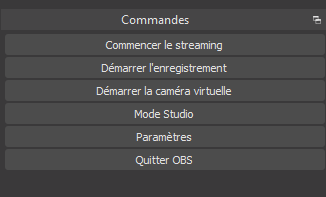 Commandes
Commencer le streaming
Démarrer l'enregistrement
Démarrer la caméra virtuelle
Mode Studio
Paramètres
Quitter OBS